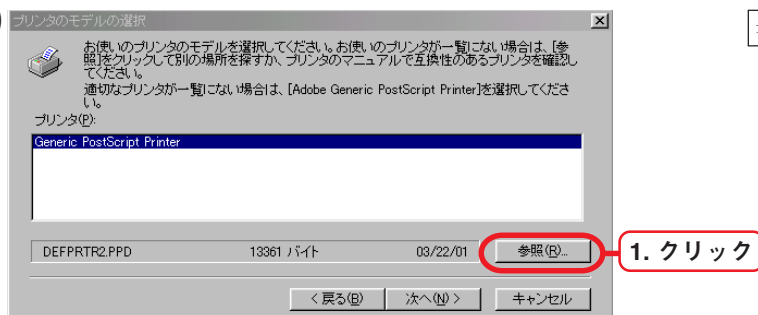 プリンタのモデルの選択
お使いのプリンタのモデルを選択してください。お使いのプリンタが一覧にない場合は、[参
照]をクリックして別の場所を探すか、プリンタのマニュアルで互換性のあるプリンタを確認し
てください。
適切なプリンタが一覧にない場合は、[Adobe Generic PostScript Printer]を選択してくださ
い。
プリンタ(P):
Generic PostScript Printer
DEFPRTR2.PPD 13361 バイト 03/22/01 参照(R)...
1. クリック
< 戻る(B) 次へ(N) > キャンセル